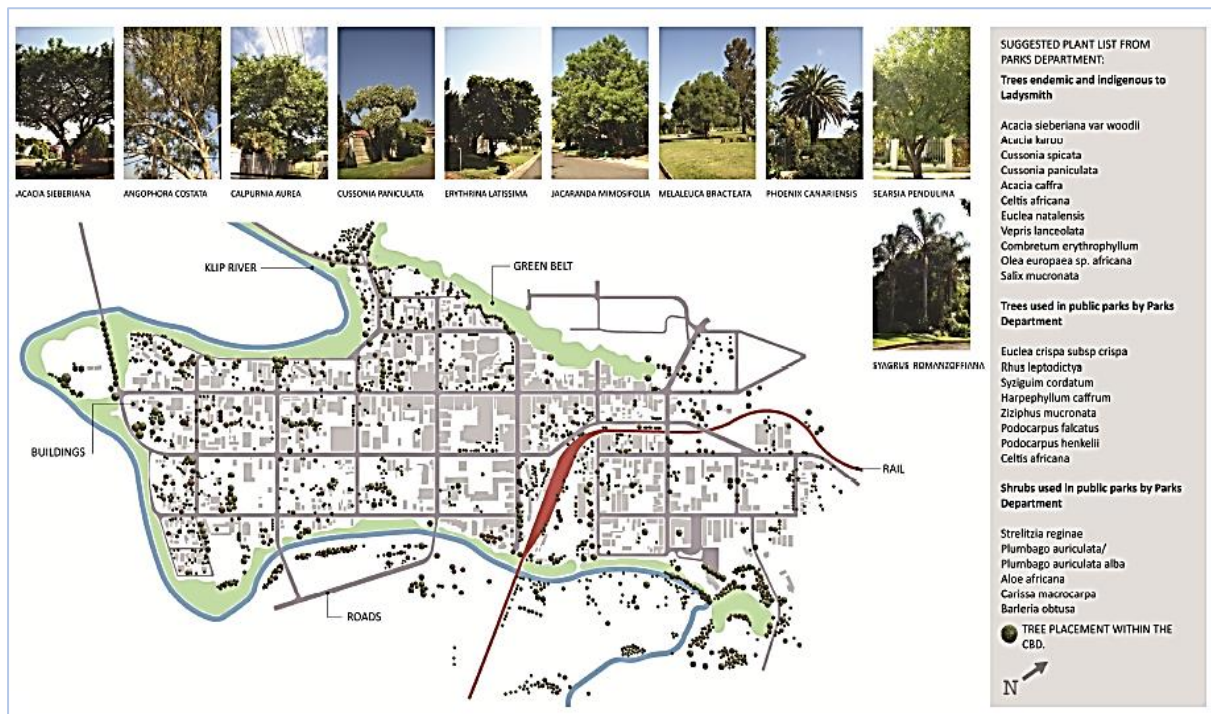 ACACIA SIEBERIANA
ANGOPHORA COSTATA
CALPURNIA AUREA
CUSSONIA PANICULATA
ERYTHRINA LATISSIMA
JACARANDA MIMOSIFOLIA
MELALEUCA BRACTEATA
PHOENIX CANARIENSIS
SEARSIA PENDULINA
SYAGRUS ROMANZOFFIANA
KLIP RIVER
GREEN BELT
BUILDINGS
RAIL
ROADS
SUGGESTED PLANT LIST FROM
PARKS DEPARTMENT:
Trees endemic and indigenous to
Ladysmith
Acacia sieberiana var woodii
Acacia karoo
Cussonia spicata
Cussonia paniculata
Acacia caffra
Celtis africana
Euclea natalensis
Vepris lanceolata
Combretum erythrophyllum
Olea europaea sp. africana
Salix mucronata
Trees used in public parks by Parks
Department
Euclea crispa subsp crispa
Rhus leptodictya
Syziguim cordatum
Harpephyllum caffrum
Ziziphus mucronata
Podocarpus falcatus
Podocarpus henkelii
Celtis africana
Shrubs used in public parks by Parks
Department
Strelitzia reginae
Plumbago auriculata/
Plumbago auriculata alba
Aloe africana
Carissa macrocarpa
Barleria obtusa
TREE PLACEMENT WITHIN THE
CBD.
N